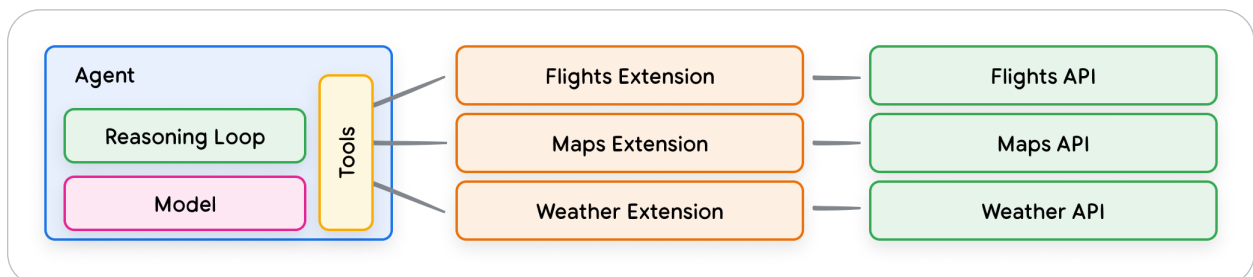 Agent
Reasoning Loop
Model
Tools
Flights Extension
Maps Extension
Weather Extension
Flights API
Maps API
Weather API